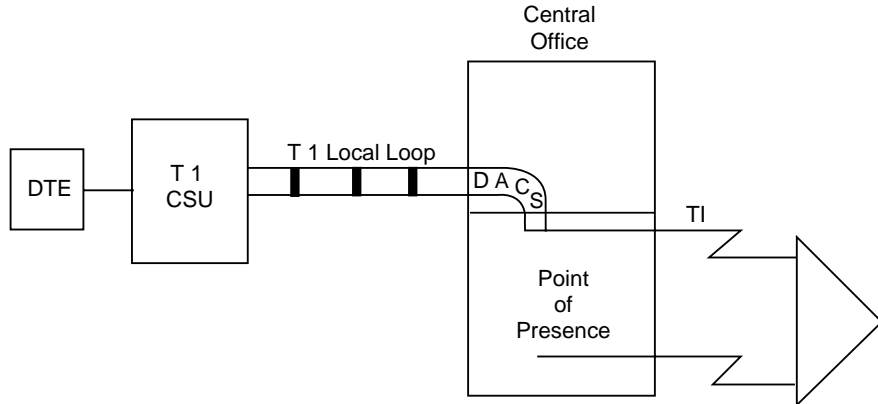 Central
Office
T 1 Local Loop
DTE
T 1
CSU
D A C S
TI
Point
of
Presence